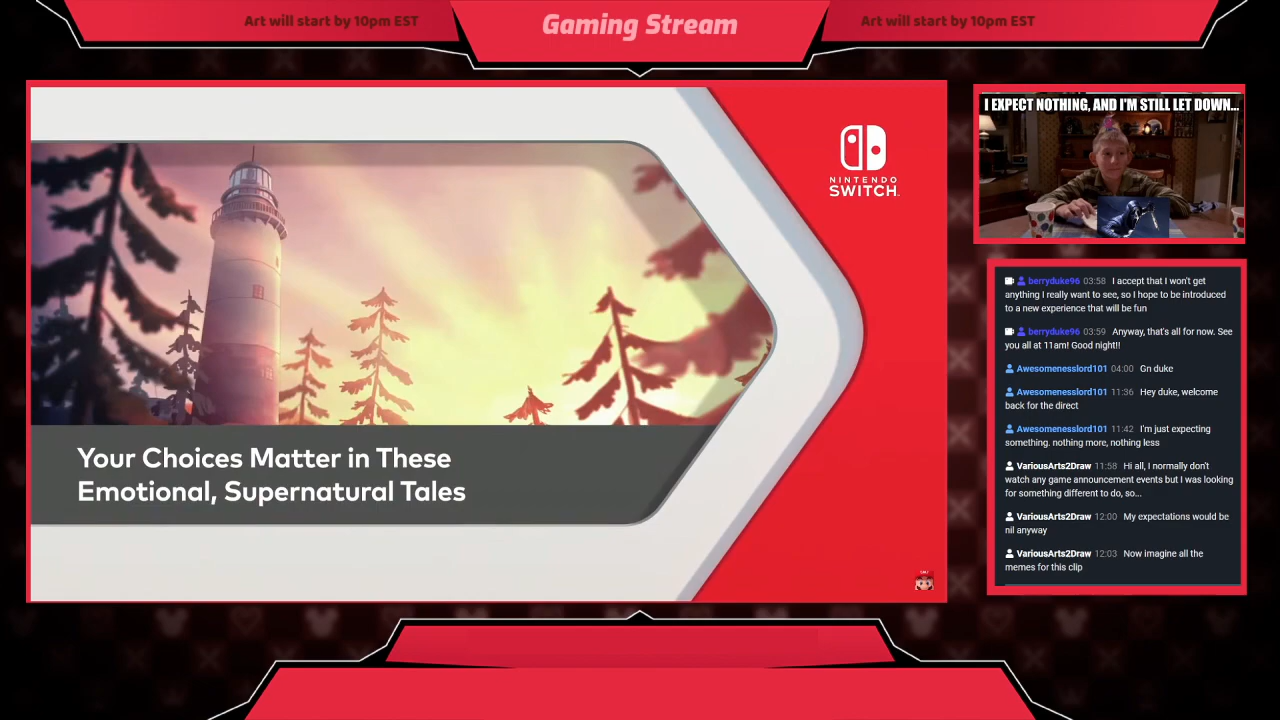 Art will start by 10pm EST
Gaming Stream
Art will start by 10pm EST
NINTENDO
SWITCH
Your Choices Matter in These
Emotional, Supernatural Tales
I EXPECT NOTHING, AND I'M STILL LET DOWN...
berryduke96 03:58 I accept that I won't get
anything I really want to see, so I hope to be introduced
to a new experience that will be fun
berryduke96 03:59 Anyway, that's all for now. See
you all at 11am! Good night!!
Awesomenesslord101 04:00 Gn duke
Awesomenesslord101 11:36 Hey duke, welcome
back for the direct
Awesomenesslord101 11:42 I'm just expecting
something. nothing more, nothing less
VariousArts2Draw 11:58 Hi all, I normally don't
watch any game announcement events but I was looking
for something different to do, so...
VariousArts2Draw 12:00 My expectations would be
nil anyway
VariousArts2Draw 12:03 Now imagine all the
memes for this clip